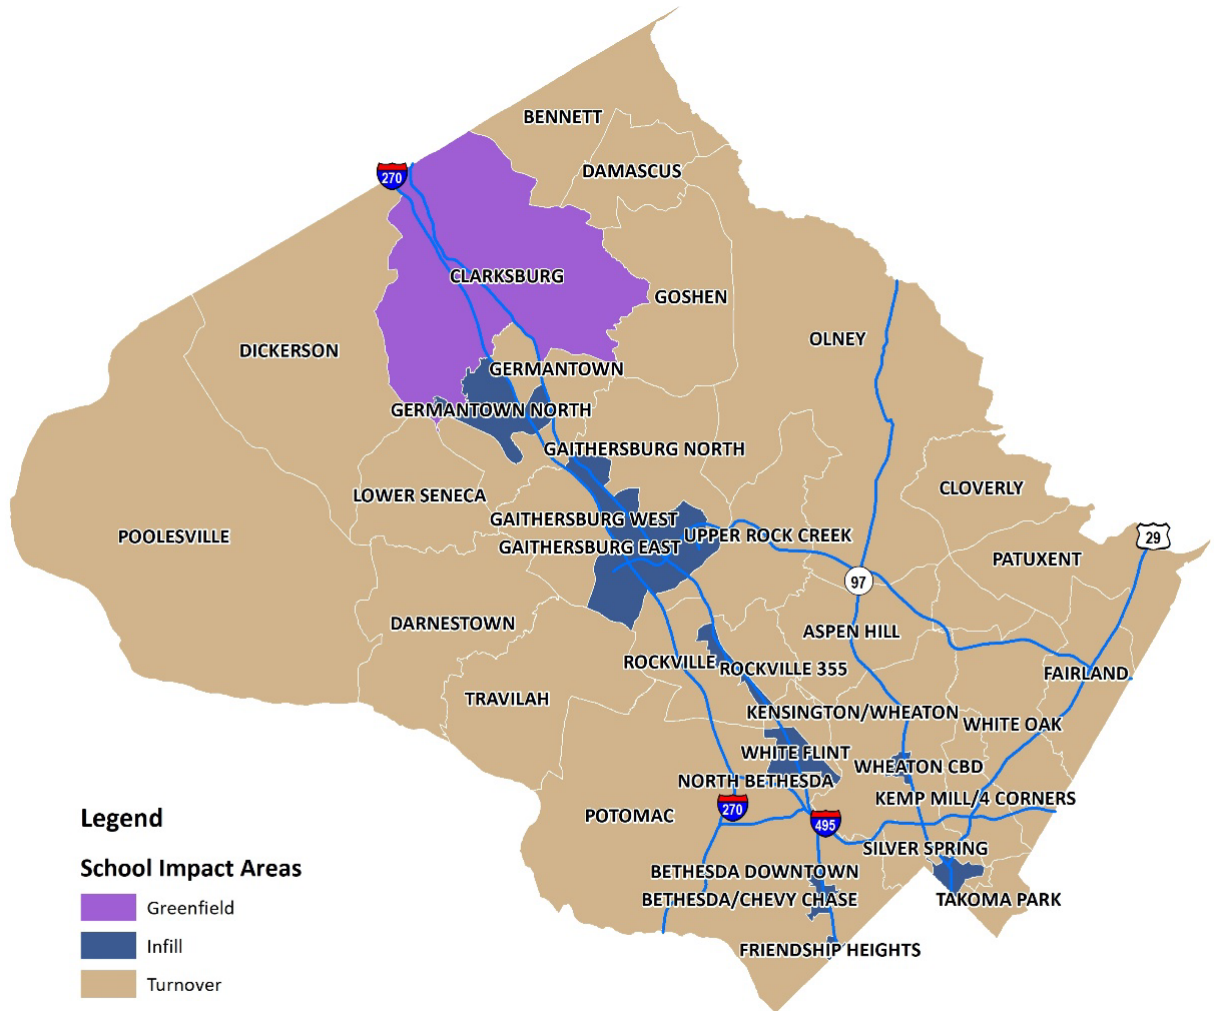 BENNETT
DAMASCUS
270
CLARKSBURG
GOSHEN
OLNEY
DICKERSON
GERMANTOWN
GERMANTOWN NORTH
GAITHERSBURG NORTH
CLOVERLY
LOWER SENECA
GAITHERSBURG WEST
POOLESVILLE
UPPER ROCK CREEK
29
GAITHERSBURG EAST
PATUXENT
97
DARNESTOWN
ASPEN HILL
ROCKVILLE
ROCKVILLE 355
FAIRLAND
TRAVILAH
KENSINGTON/WHEATON
WHITE OAK
WHITE FLINT
WHEATON CBD
NORTH BETHESDA
KEMP MILL/4 CORNERS
270
POTOMAC
495
SILVER SPRING
BETHESDA DOWNTOWN
BETHESDA/CHEVY CHASE
TAKOMA PARK
FRIENDSHIP HEIGHTS
Legend
School Impact Areas
Greenfield
Infill
Turnover